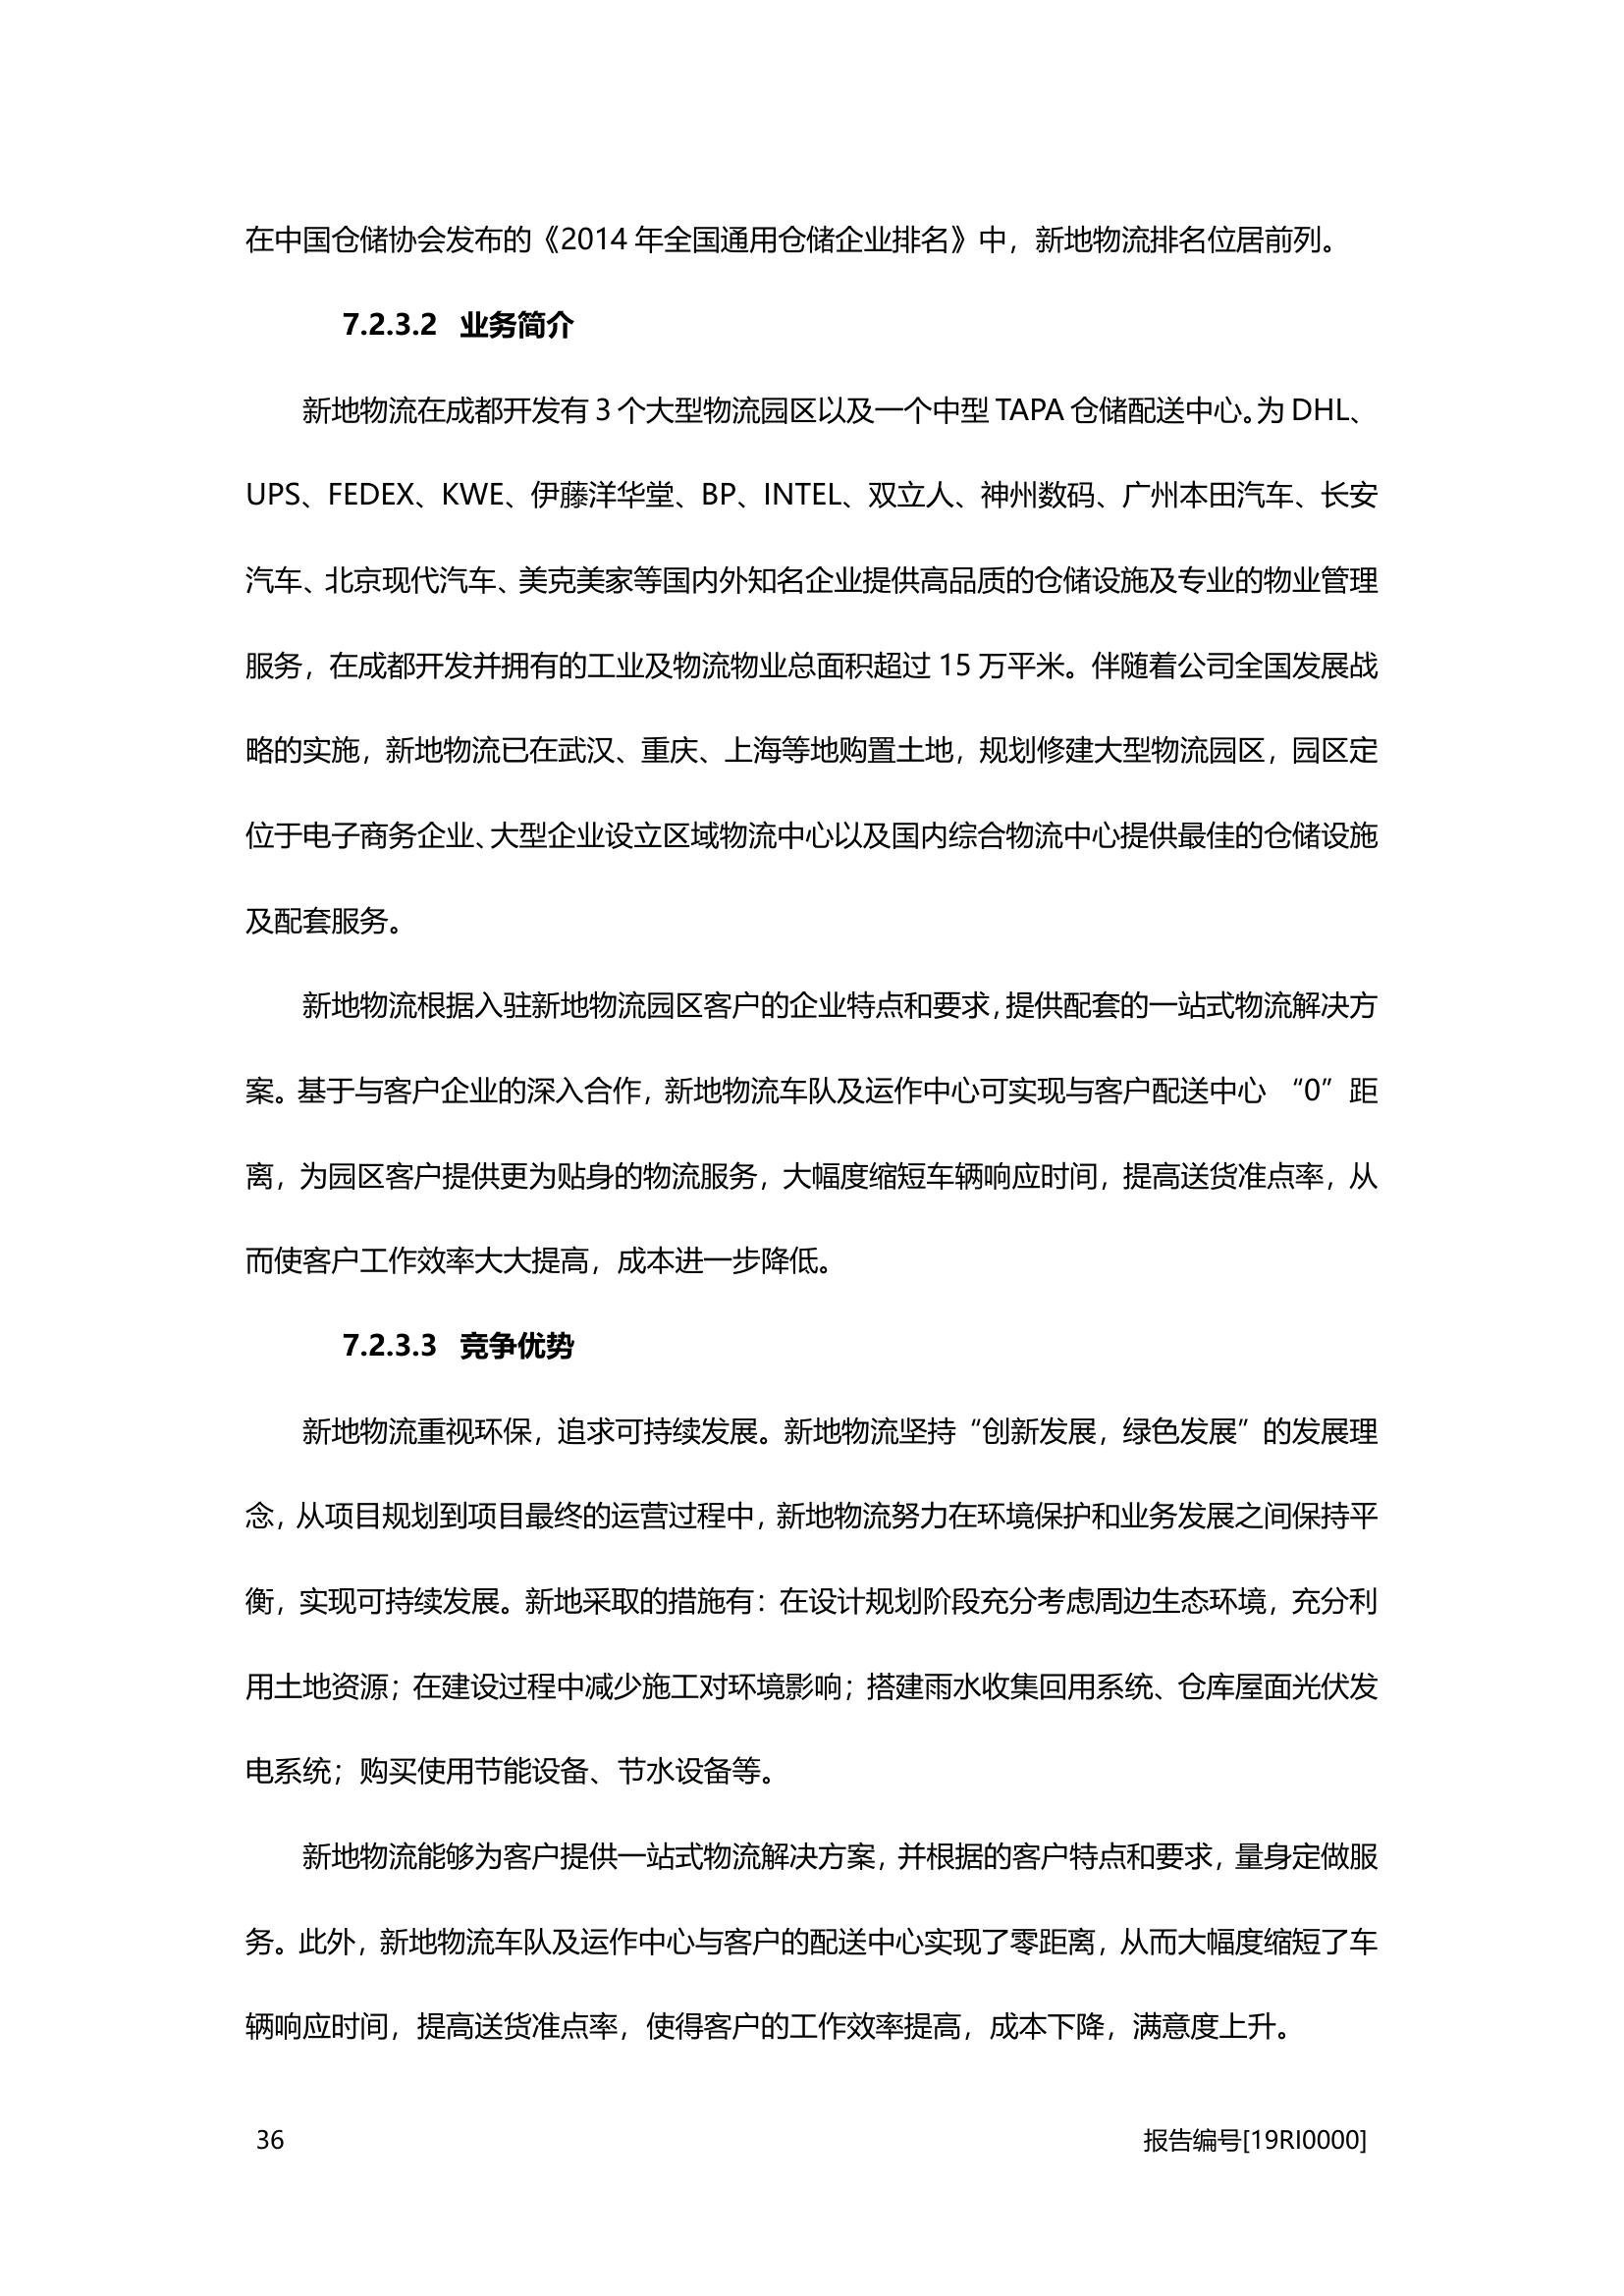 在中国仓储协会发布的《2014 年全国通用仓储企业排名》中，新地物流排名位居前列。
7.2.3.2 业务简介
新地物流在成都开发有 3 个大型物流园区以及一个中型 TAPA 仓储配送中心。为 DHL、
UPS、FEDEX、KWE、伊藤洋华堂、BP、INTEL、双立人、神州数码、广州本田汽车、长安
汽车、北京现代汽车、美克美家等国内外知名企业提供高品质的仓储设施及专业的物业管理
服务，在成都开发并拥有的工业及物流物业总面积超过 15 万平米。伴随着公司全国发展战
略的实施，新地物流已在武汉、重庆、上海等地购置土地，规划修建大型物流园区，园区定
位于电子商务企业、大型企业设立区域物流中心以及国内综合物流中心提供最佳的仓储设施
及配套服务。
新地物流根据入驻新地物流园区客户的企业特点和要求，提供配套的一站式物流解决方
案。基于与客户企业的深入合作，新地物流车队及运作中心可实现与客户配送中心 “0”距
离，为园区客户提供更为贴身的物流服务，大幅度缩短车辆响应时间，提高送货准点率，从
而使客户工作效率大大提高，成本进一步降低。
7.2.3.3 竞争优势
新地物流重视环保，追求可持续发展。新地物流坚持“创新发展，绿色发展”的发展理
念，从项目规划到项目最终的运营过程中，新地物流努力在环境保护和业务发展之间保持平
衡，实现可持续发展。新地采取的措施有：在设计规划阶段充分考虑周边生态环境，充分利
用土地资源；在建设过程中减少施工对环境影响；搭建雨水收集回用系统、仓库屋面光伏发
电系统；购买使用节能设备、节水设备等。
新地物流能够为客户提供一站式物流解决方案，并根据的客户特点和要求，量身定做服
务。此外，新地物流车队及运作中心与客户的配送中心实现了零距离，从而大幅度缩短了车
辆响应时间，提高送货准点率，使得客户的工作效率提高，成本下降，满意度上升。
36 报告编号[19RI0000]